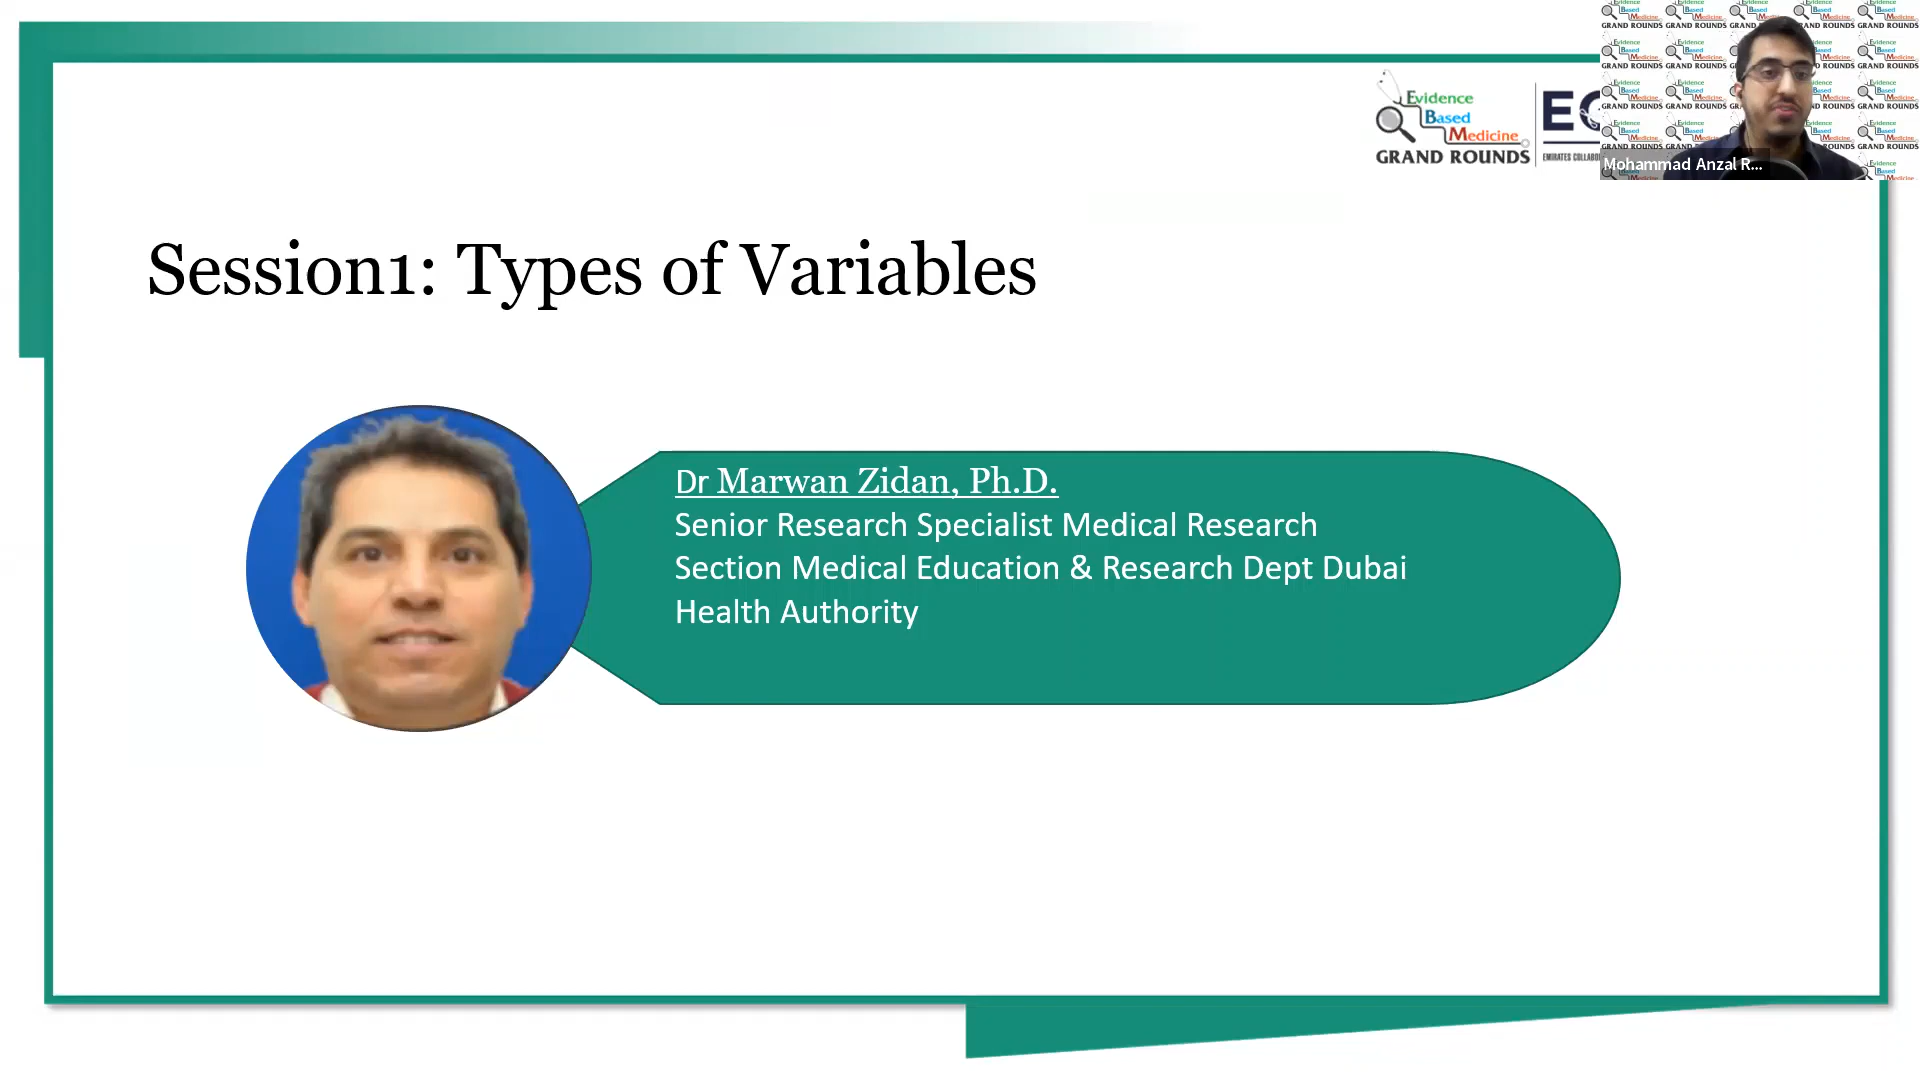 Evidence
Based
Medicine
GRAND ROUNDS
EMIRATES
Mohammad Anzal R...
Session1: Types of Variables
Dr Marwan Zidan, Ph.D.
Senior Research Specialist Medical Research
Section Medical Education & Research Dept Dubai
Health Authority